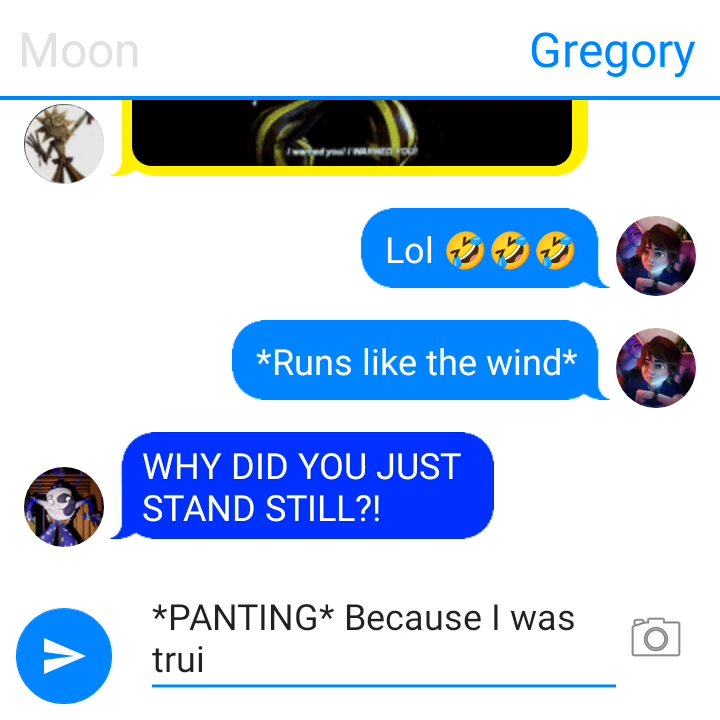 Moon
Gregory
I warned you! I WARNED YOU!
Lol 🤣🤣🤣
*Runs like the wind*
WHY DID YOU JUST
STAND STILL?!
*PANTING* Because I was
trui